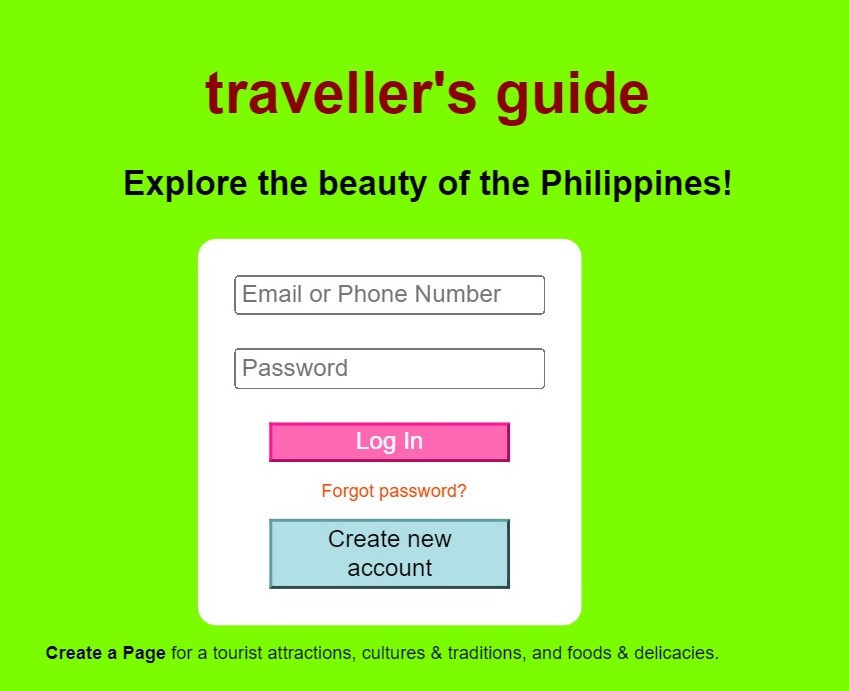 traveller's guide
Explore the beauty of the Philippines!
Email or Phone Number
Password
Log In
Forgot password?
Create new
account
Create a Page for a tourist attractions, cultures & traditions, and foods & delicacies.